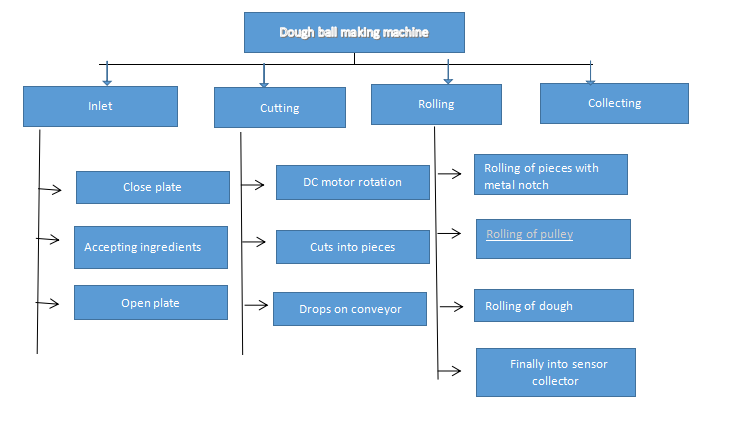 Dough ball making machine
Inlet
Cutting
Rolling
Collecting
Close plate
Accepting ingredients
Open plate
DC motor rotation
Cuts into pieces
Drops on conveyor
Rolling of pieces with
metal notch
Rolling of pulley
Rolling of dough
Finally into sensor
collector